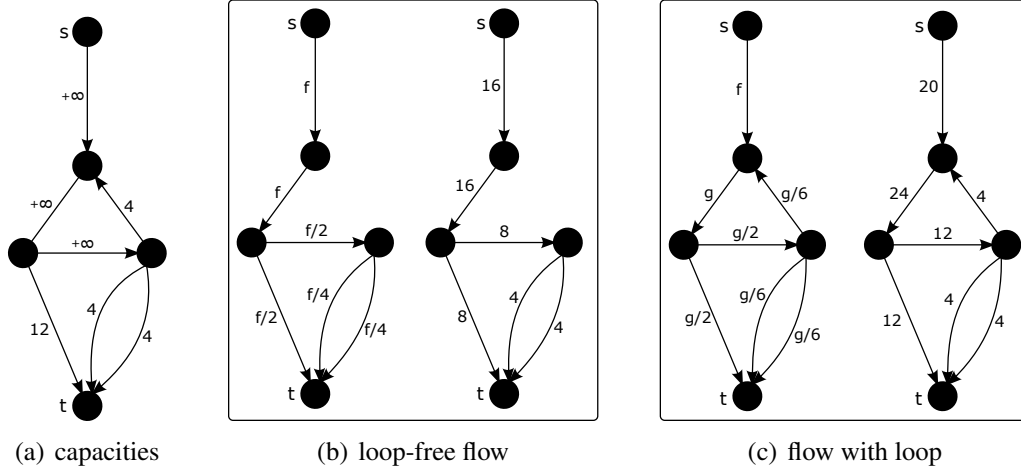 s
+∞
+∞
4
+∞
12
4
4
t
(a) capacities
s
f
f
f/2
f/2
f/4
f/4
t
s
16
16
8
8
4
4
t
(b) loop-free flow
s
f
g
g/6
g/2
g/2
g/6
g/6
t
s
20
24
4
12
12
4
4
t
(c) flow with loop